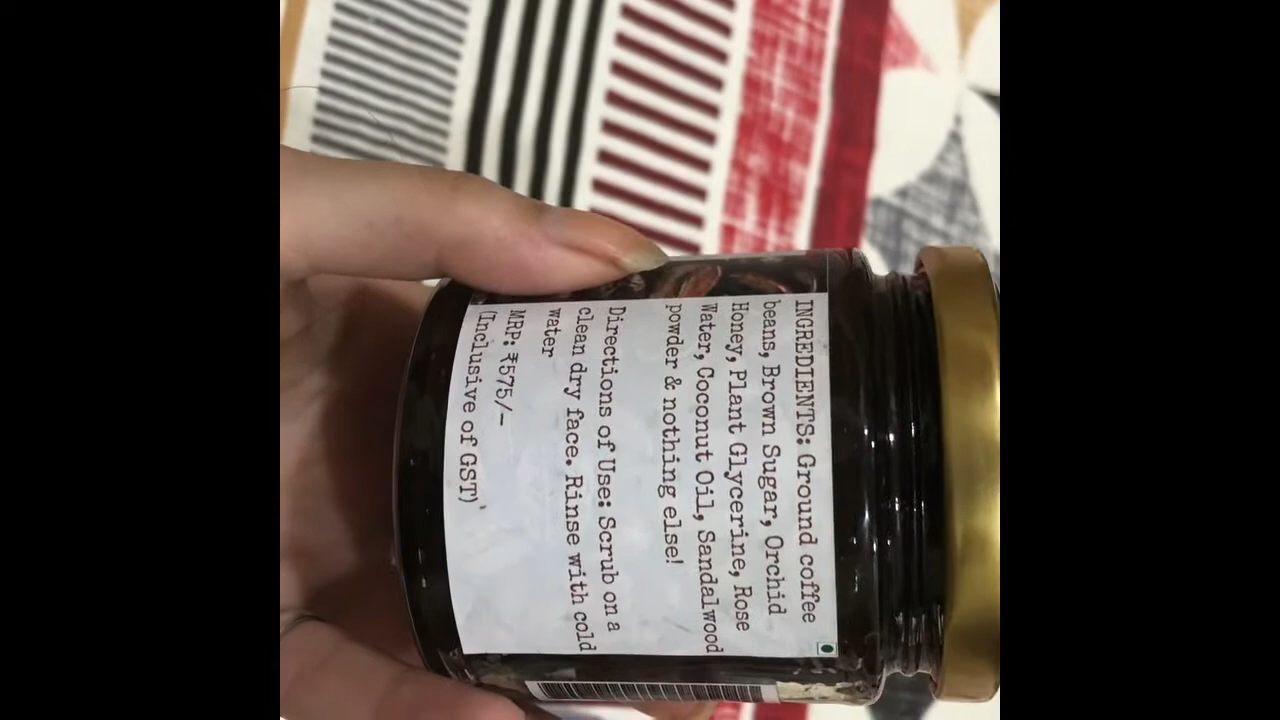 INGREDIENTS: Ground coffee
beans, Brown Sugar, Orchid
Honey, Plant Glycerine, Rose
Water, Coconut Oil, Sandalwood
powder & nothing else!
Directions of Use: Scrub on a
clean dry face. Rinse with cold
water
MRP: ₹575/-
(Inclusive of GST)